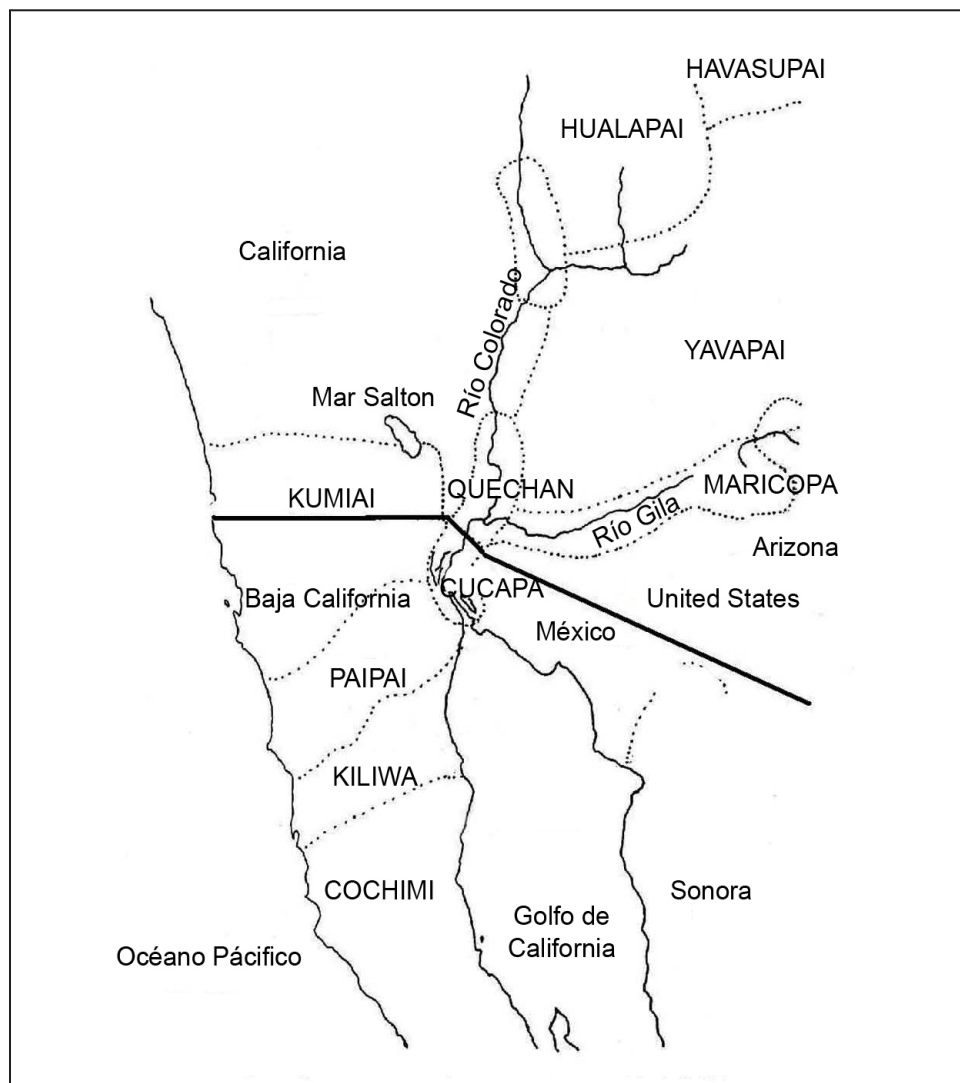 HAVASUPAI
HUALAPAI
California
Río Colorado
YAVAPAI
Mar Salton
KUMIAI
QUECHAN
MARICOPA
Río Gila
Arizona
Baja California
CUCAPA
United States
México
PAIPAI
KILIWA
COCHIMI
Sonora
Golfo de
California
Océano Pácifico